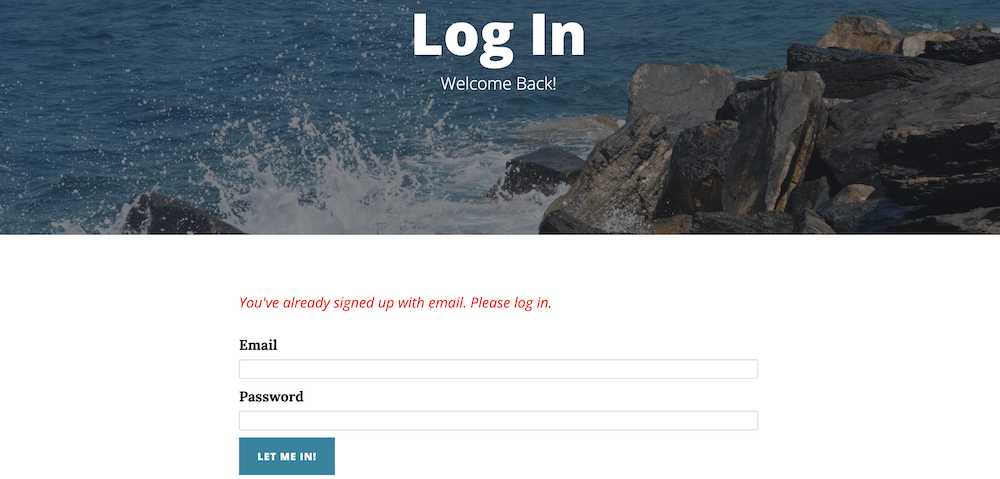 Log In
Welcome Back!
You've already signed up with email. Please log in.
Email
Password
LET ME IN!